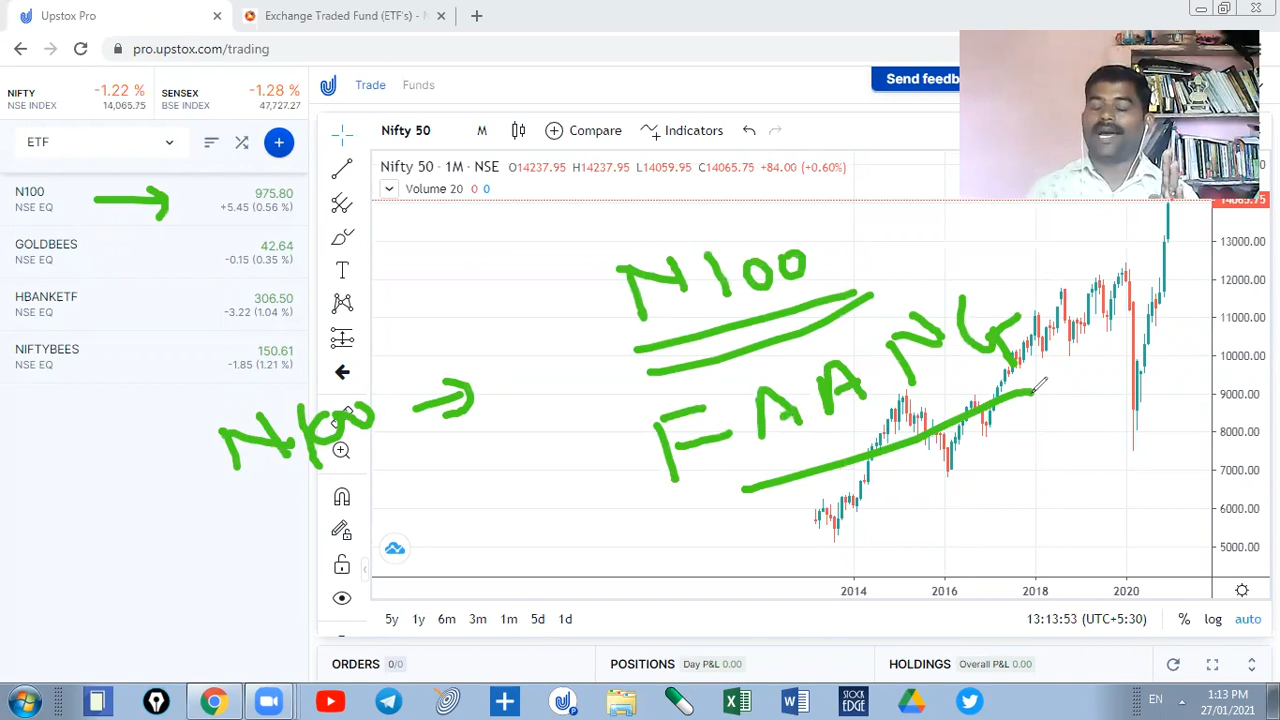 Upstox Pro
Exchange Traded Fund (ETF's) - N
pro.upstox.com/trading
NIFTY -1.22 %
NSE INDEX 14,065.75
SENSEX -1.28 %
BSE INDEX 47,727.27
Trade Funds
Send feedb
ETF
N100 975.80
NSE EQ +5.45 (0.56 %)
GOLDBEES 42.64
NSE EQ -0.15 (0.35 %)
HBANKETF 306.50
NSE EQ -3.22 (1.04 %)
NIFTYBEES 150.61
NSE EQ -1.85 (1.21 %)
Nifty 50 M Compare Indicators
Nifty 50 · 1M · NSE O14237.95 H14237.95 L14059.95 C14065.75 +84.00 (+0.60%)
Volume 20 0 0
14065.75
13000.00
12000.00
11000.00
10000.00
9000.00
8000.00
7000.00
6000.00
5000.00
N100
FAANG
N100
2014 2016 2018 2020
5y 1y 6m 3m 1m 5d 1d 13:13:53 (UTC+5:30) % log auto
ORDERS 0/0 POSITIONS Day P&L 0.00 HOLDINGS Overall P&L 0.00
STOCK
EDGE
EN 1:13 PM
27/01/2021